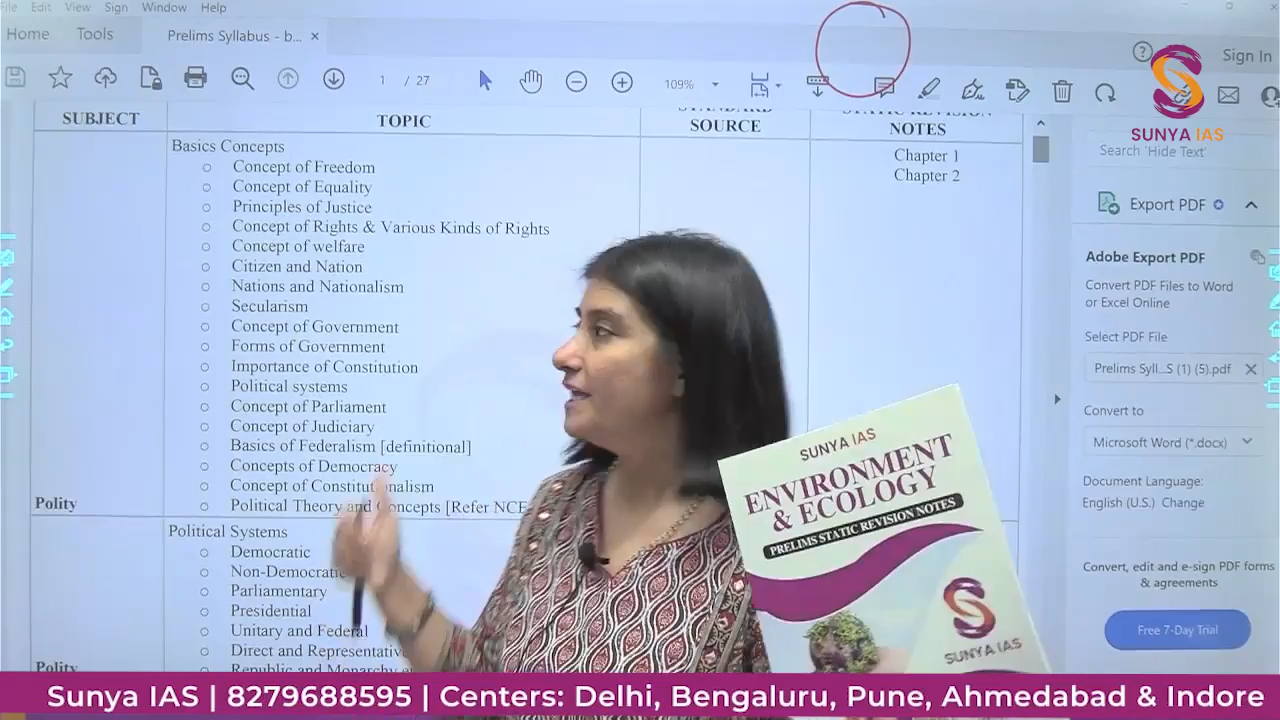 File Edit View Sign Window Help
Home Tools Prelims Syllabus - b... ×
? Sign In
1 / 27 109%
SUNYA IAS
SUBJECT TOPIC STANDARD SOURCE STATIC REVISION NOTES
Basics Concepts
Chapter 1
Chapter 2
○ Concept of Freedom
○ Concept of Equality
○ Principles of Justice
○ Concept of Rights & Various Kinds of Rights
○ Concept of welfare
○ Citizen and Nation
○ Nations and Nationalism
○ Secularism
○ Concept of Government
○ Forms of Government
○ Importance of Constitution
○ Political systems
○ Concept of Parliament
○ Concept of Judiciary
○ Basics of Federalism [definitional]
○ Concepts of Democracy
○ Concept of Constitutionalism
Polity
○ Political Theory and Concepts [Refer NCE
Political Systems
○ Democratic
○ Non-Democratic
○ Parliamentary
○ Presidential
○ Unitary and Federal
○ Direct and Representative
Polity
○ Republic and Monarchy
Search 'Hide Text'
Export PDF
Adobe Export PDF
Convert PDF Files to Word
or Excel Online
Select PDF File
Prelims Syll...S (1) (5).pdf ×
Convert to
Microsoft Word (*.docx)
Document Language:
English (U.S.) Change
Convert, edit and e-sign PDF forms
& agreements
Free 7-Day Trial
SUNYA IAS
ENVIRONMENT
& ECOLOGY
PRELIMS STATIC REVISION NOTES
SUNYA IAS
Sunya IAS | 8279688595 | Centers: Delhi, Bengaluru, Pune, Ahmedabad & Indore